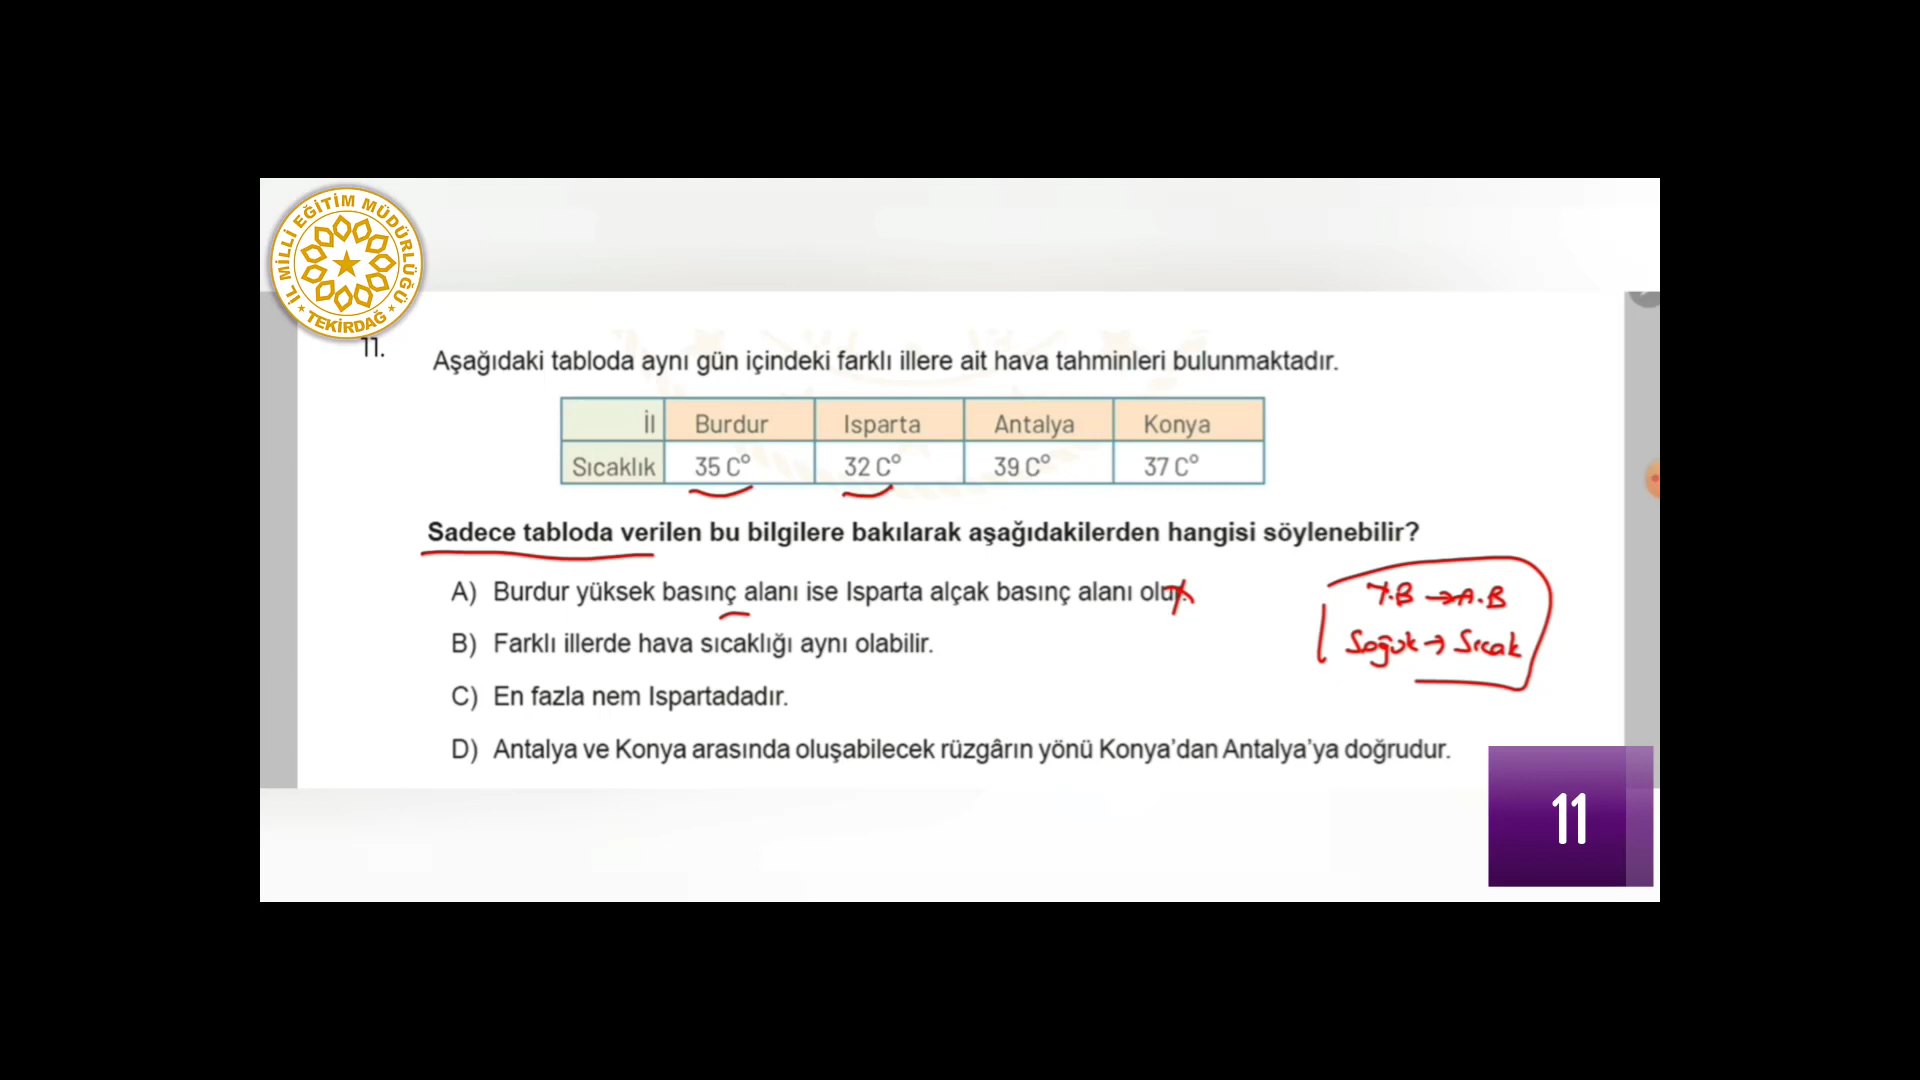 İL MİLLİ EĞİTİM MÜDÜRLÜĞÜ
TEKİRDAĞ
11.
Aşağıdaki tabloda aynı gün içindeki farklı illere ait hava tahminleri bulunmaktadır.
İl Burdur Isparta Antalya Konya
Sıcaklık 35 C° 32 C° 39 C° 37 C°
Sadece tabloda verilen bu bilgilere bakılarak aşağıdakilerden hangisi söylenebilir?
A) Burdur yüksek basınç alanı ise Isparta alçak basınç alanı olur.
B) Farklı illerde hava sıcaklığı aynı olabilir.
C) En fazla nem Ispartadadır.
D) Antalya ve Konya arasında oluşabilecek rüzgârın yönü Konya'dan Antalya'ya doğrudur.
Y.B → A.B
Soğuk → Sıcak
11